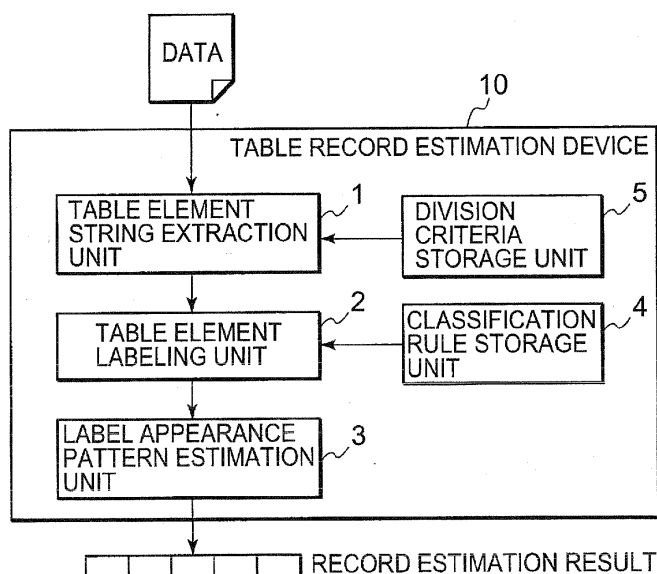 DATA
10
TABLE RECORD ESTIMATION DEVICE
1
TABLE ELEMENT
STRING EXTRACTION
UNIT
5
DIVISION
CRITERIA
STORAGE UNIT
2
TABLE ELEMENT
LABELING UNIT
4
CLASSIFICATION
RULE STORAGE
UNIT
3
LABEL APPEARANCE
PATTERN ESTIMATION
UNIT
RECORD ESTIMATION RESULT